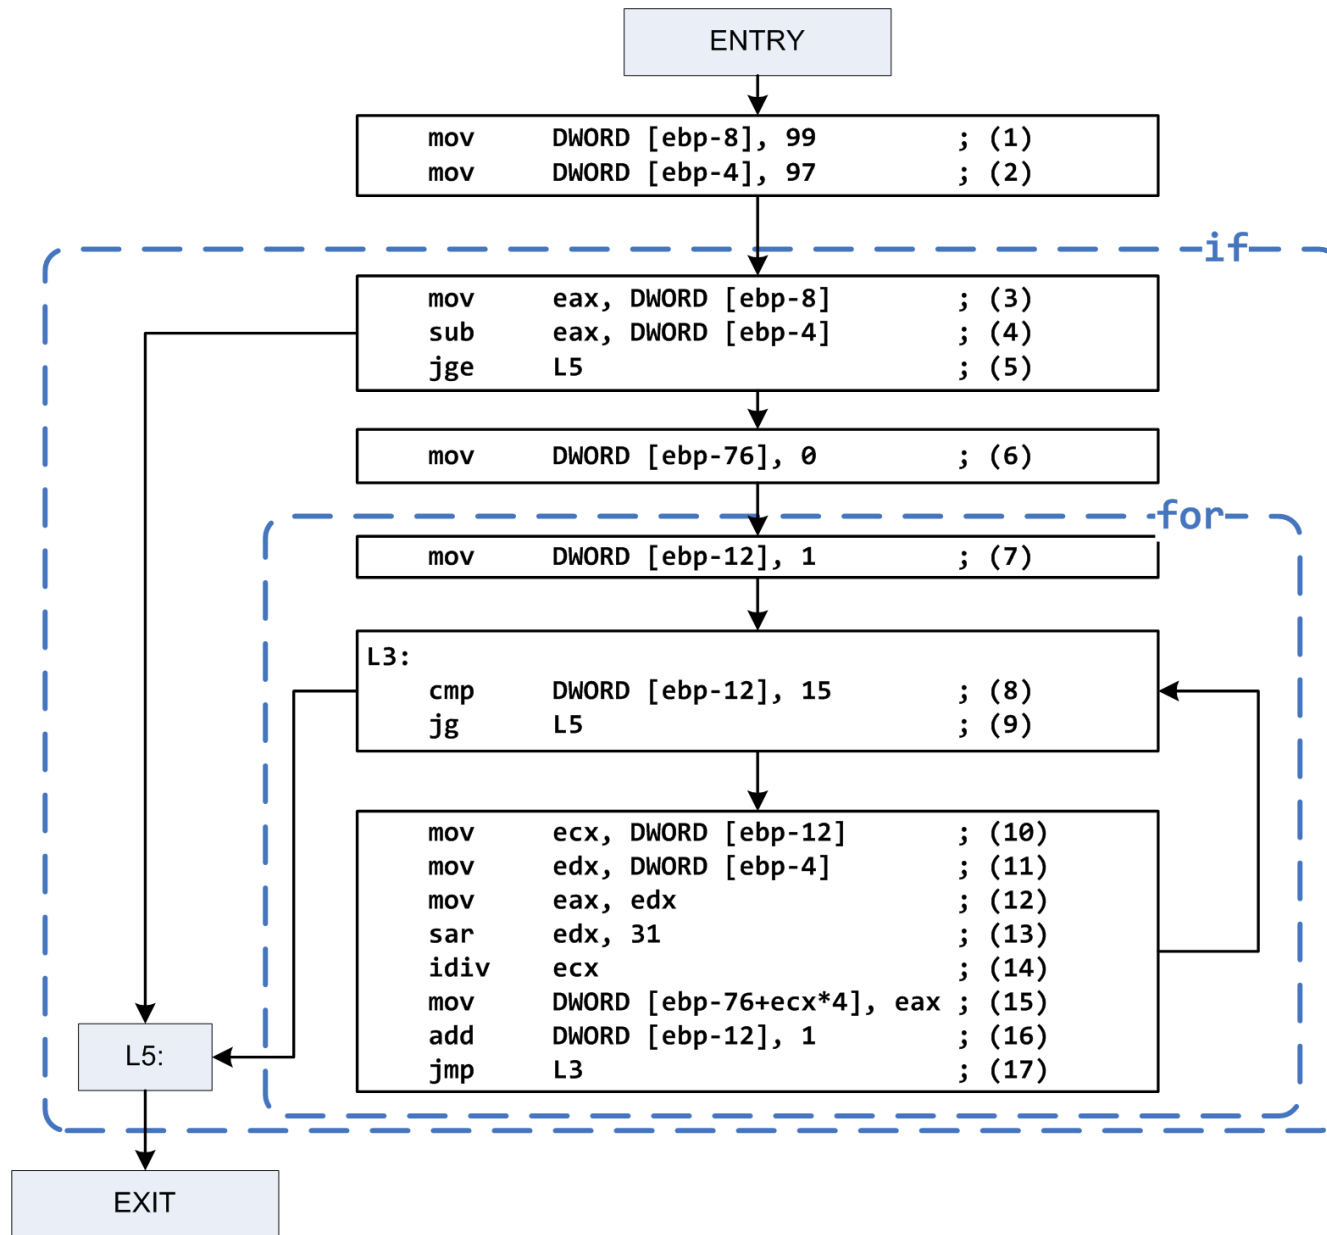 ENTRY
mov DWORD [ebp-8], 99 ; (1)
mov DWORD [ebp-4], 97 ; (2)
if
mov eax, DWORD [ebp-8] ; (3)
sub eax, DWORD [ebp-4] ; (4)
jge L5 ; (5)
mov DWORD [ebp-76], 0 ; (6)
for
mov DWORD [ebp-12], 1 ; (7)
L3:
cmp DWORD [ebp-12], 15 ; (8)
jg L5 ; (9)
mov ecx, DWORD [ebp-12] ; (10)
mov edx, DWORD [ebp-4] ; (11)
mov eax, edx ; (12)
sar edx, 31 ; (13)
idiv ecx ; (14)
mov DWORD [ebp-76+ecx*4], eax ; (15)
add DWORD [ebp-12], 1 ; (16)
jmp L3 ; (17)
L5:
EXIT